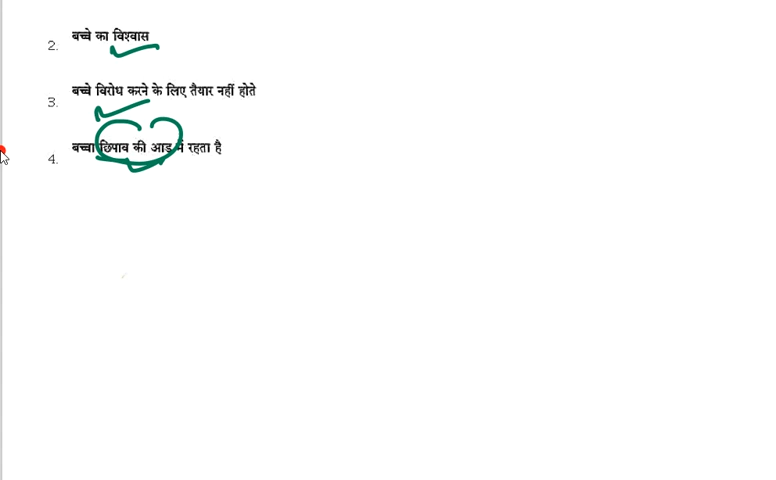 2. बच्चे का विश्वास
3. बच्चे विरोध करने के लिए तैयार नहीं होते
4. बच्चा छिपाव की आड़ में रहता है